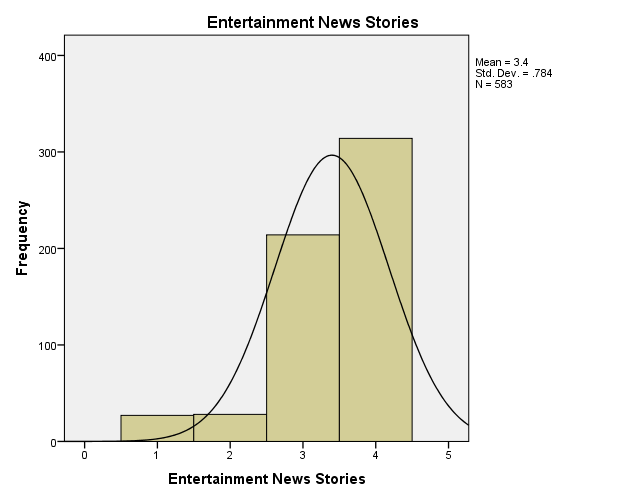 Entertainment News Stories
Mean = 3.4
Std. Dev. = .784
N = 583
400
300
200
100
0
Frequency
0 1 2 3 4 5
Entertainment News Stories